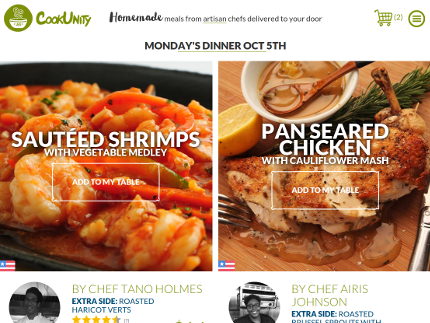 COOKUNITY
Homemade meals from artisan chefs delivered to your door
(2)
MONDAY'S DINNER OCT 5TH
SAUTÉED SHRIMPS
WITH VEGETABLE MEDLEY
ADD TO MY TABLE
PAN SEARED
CHICKEN
WITH CAULIFLOWER MASH
ADD TO MY TABLE
BY CHEF TANO HOLMES
EXTRA SIDE: ROASTED
HARICOT VERTS
BY CHEF AIRIS
JOHNSON
EXTRA SIDE: ROASTED
BRUSSEL SPROUTS WITH